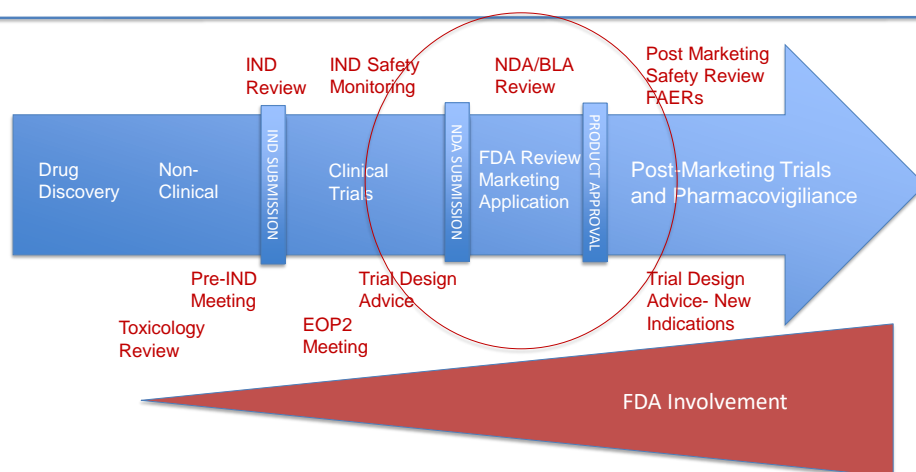 IND
Review
IND Safety
Monitoring
NDA/BLA
Review
Post Marketing
Safety Review
FAERs
Drug
Discovery
Non-
Clinical
IND SUBMISSION
Clinical
Trials
NDA SUBMISSION
FDA Review
Marketing
Application
PRODUCT APPROVAL
Post-Marketing Trials
and Pharmacovigiliance
Pre-IND
Meeting
Toxicology
Review
EOP2
Meeting
Trial Design
Advice
Trial Design
Advice- New
Indications
FDA Involvement